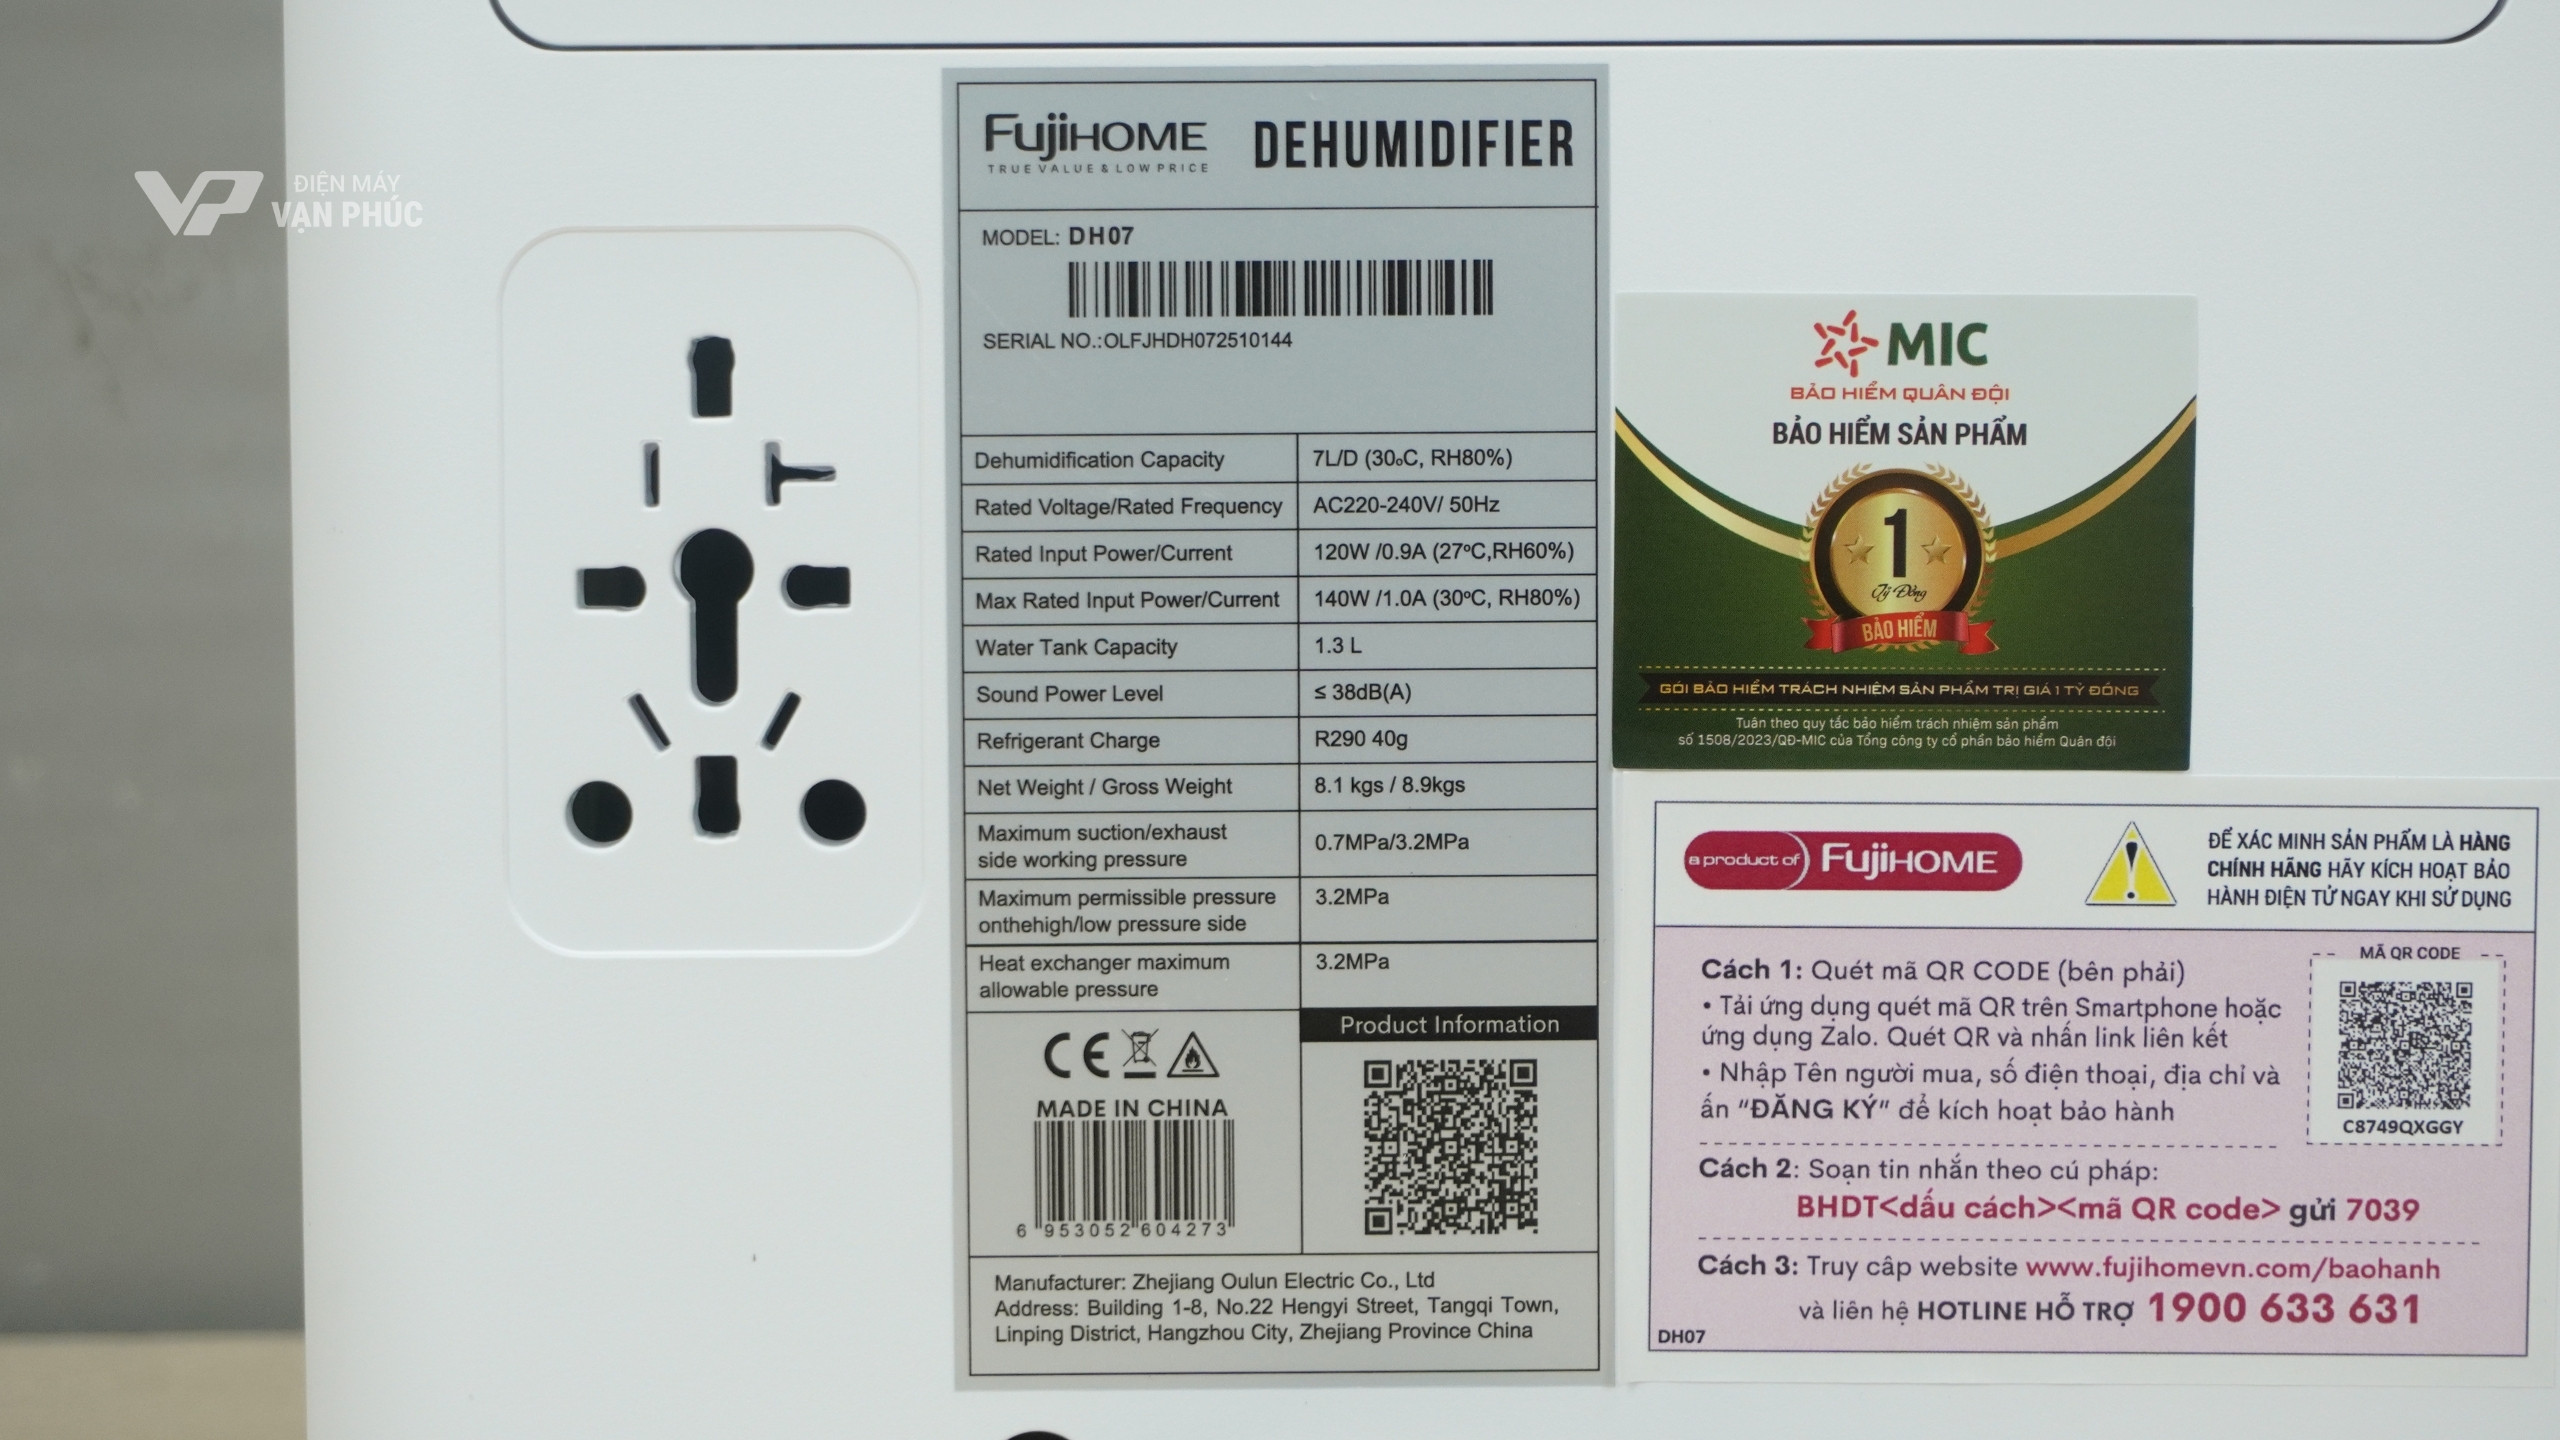 ĐIỆN MÁY
VẠN PHÚC
FujiHOME
TRUE VALUE & LOW PRICE
DEHUMIDIFIER
MODEL: DH07
SERIAL NO.:OLFJHDH072510144
Dehumidification Capacity 7L/D (30oC, RH80%)
Rated Voltage/Rated Frequency AC220-240V/ 50Hz
Rated Input Power/Current 120W /0.9A (27ºC,RH60%)
Max Rated Input Power/Current 140W /1.0A (30ºC, RH80%)
Water Tank Capacity 1.3 L
Sound Power Level ≤ 38dB(A)
Refrigerant Charge R290 40g
Net Weight / Gross Weight 8.1 kgs / 8.9kgs
Maximum suction/exhaust
side working pressure 0.7MPa/3.2MPa
Maximum permissible pressure 3.2MPa
onthehigh/low pressure side
Heat exchanger maximum 3.2MPa
allowable pressure
Product Information
CE
MADE IN CHINA
6 953052 604273
Manufacturer: Zhejiang Oulun Electric Co., Ltd
Address: Building 1-8, No.22 Hengyi Street, Tangqi Town,
Linping District, Hangzhou City, Zhejiang Province China
MIC
BẢO HIỂM QUÂN ĐỘI
BẢO HIỂM SẢN PHẨM
1
Tỷ Đồng
BẢO HIỂM
GÓI BẢO HIỂM TRÁCH NHIỆM SẢN PHẨM TRỊ GIÁ 1 TỶ ĐỒNG
Tuân theo quy tắc bảo hiểm trách nhiệm sản phẩm
số 1508/2023/QĐ-MIC của Tổng công ty cổ phần bảo hiểm Quân đội
a product of FujiHOME
ĐỂ XÁC MINH SẢN PHẨM LÀ HÀNG
CHÍNH HÃNG HÃY KÍCH HOẠT BẢO
HÀNH ĐIỆN TỬ NGAY KHI SỬ DỤNG
Cách 1: Quét mã QR CODE (bên phải)
• Tải ứng dụng quét mã QR trên Smartphone hoặc
ứng dụng Zalo. Quét QR và nhấn link liên kết
• Nhập Tên người mua, số điện thoại, địa chỉ và
ấn "ĐĂNG KÝ" để kích hoạt bảo hành
MÃ QR CODE
C8749QXGGY
Cách 2: Soạn tin nhắn theo cú pháp:
BHDT<dấu cách><mã QR code> gửi 7039
Cách 3: Truy cập website www.fujihomevn.com/baohanh
và liên hệ HOTLINE HỖ TRỢ 1900 633 631
DH07